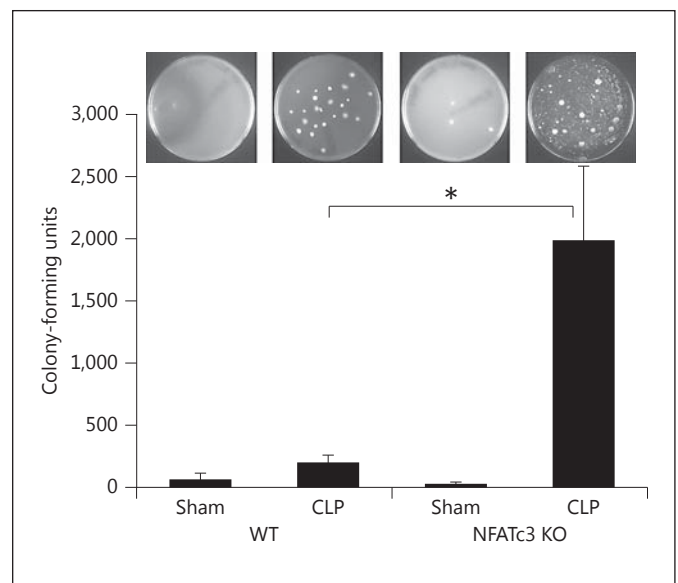 3,000
2,500
2,000
1,500
1,000
500
0
Colony-forming units
*
Sham CLP Sham CLP
WT NFATc3 KO